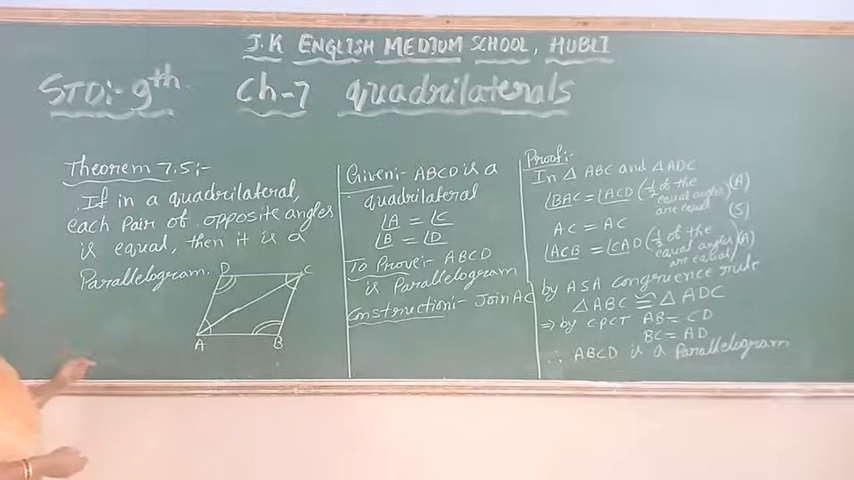 J.K ENGLISH MEDIUM SCHOOL, HUBLI
STD:- 9th Ch-7 quadrilaterals
Theorem 7.5:-
If in a quadrilateral,
each Pair of opposite angles
is equal, then it is a
Parallelogram.
D C
A B
Given:- ABCD is a
quadrilateral
∠A = ∠C
∠B = ∠D
To Prove:- ABCD
is Parallelogram
Construction:- Join AC
Proof:-
In △ ABC and △ ADC
∠BAC = ∠ACD (½ of the
equal angles
are equal) (A)
AC = AC (S)
∠ACB = ∠CAD (½ of the
equal angles
are equal) (A)
by ASA congruence rule
△ABC ≅ △ADC
⇒ by CPCT AB = CD
BC = AD
∴ ABCD is a Parallelogram